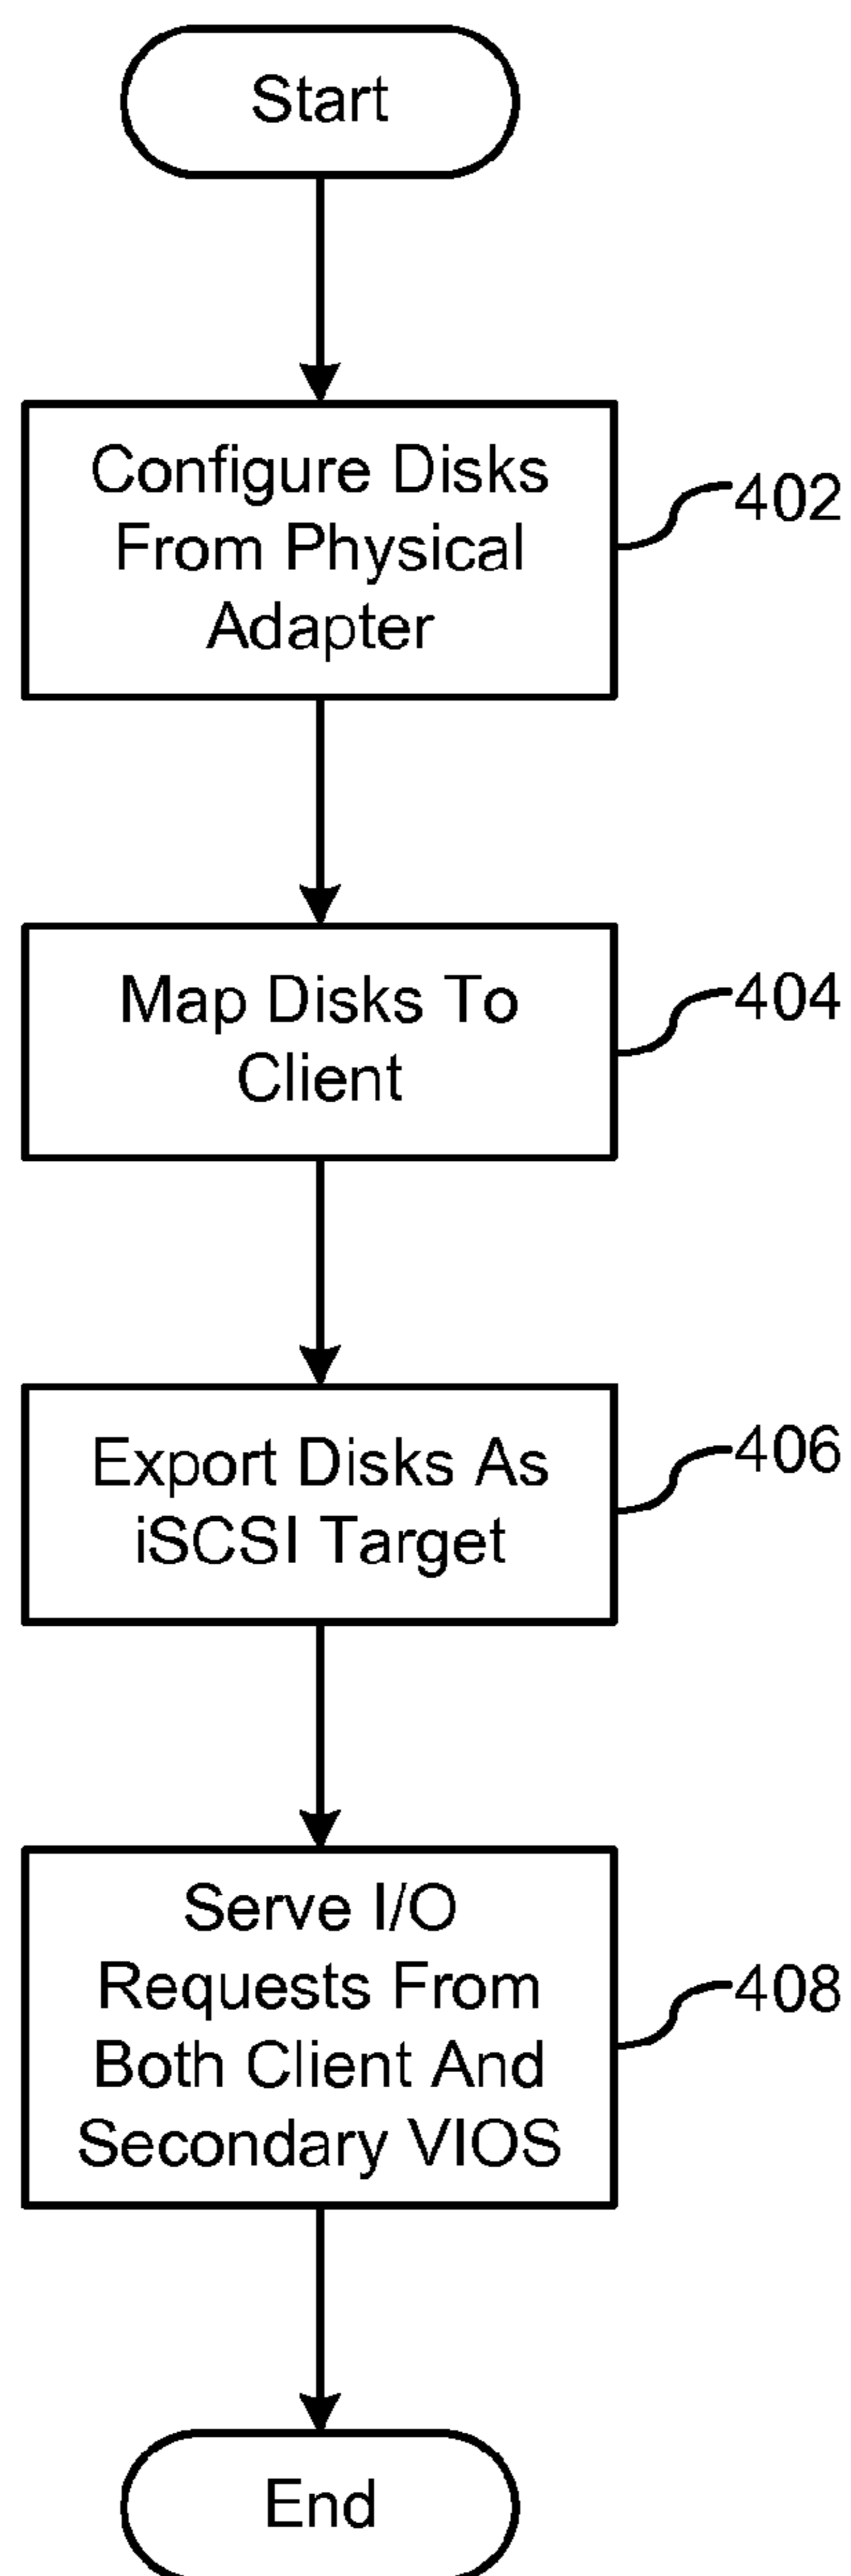 Start
Configure Disks
From Physical
Adapter
402
Map Disks To
Client
404
Export Disks As
iSCSI Target
406
Serve I/O
Requests From
Both Client And
Secondary VIOS
408
End